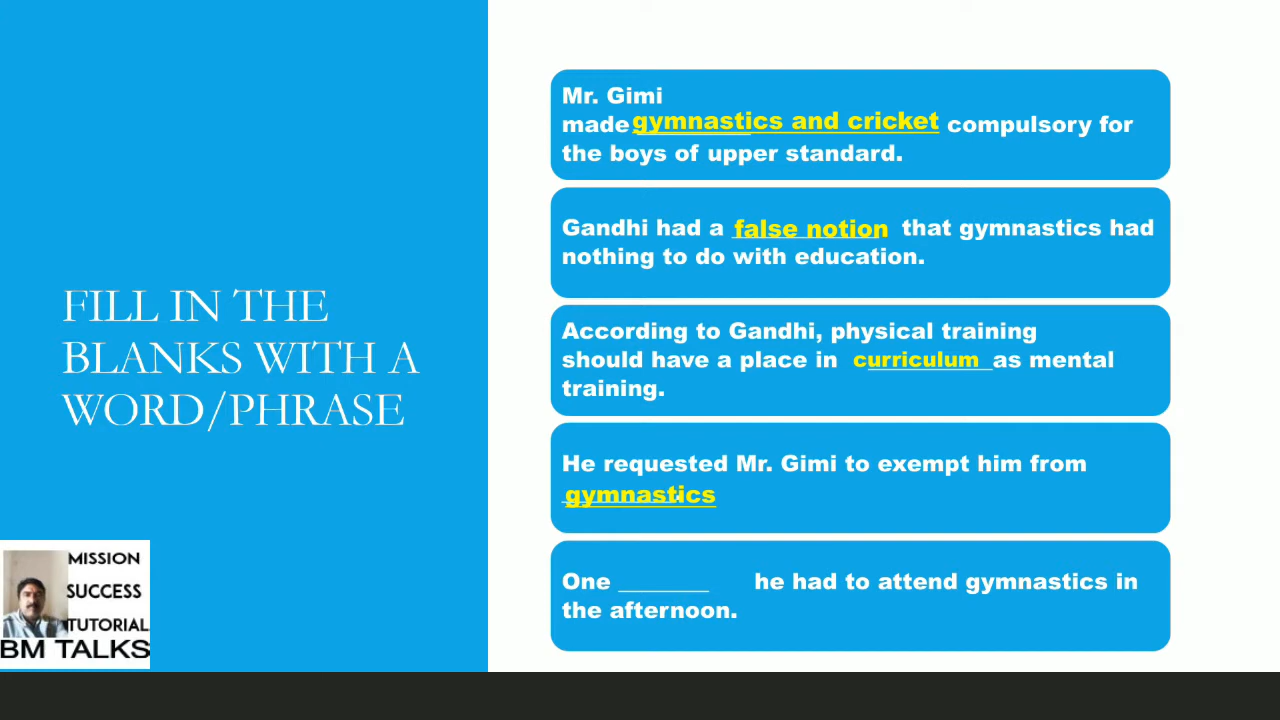 FILL IN THE
BLANKS WITH A
WORD/PHRASE
Mr. Gimi
made gymnastics and cricket compulsory for
the boys of upper standard.
Gandhi had a false notion that gymnastics had
nothing to do with education.
According to Gandhi, physical training
should have a place in curriculum as mental
training.
He requested Mr. Gimi to exempt him from
gymnastics
One ________ he had to attend gymnastics in
the afternoon.
MISSION
SUCCESS
TUTORIAL
BM TALKS